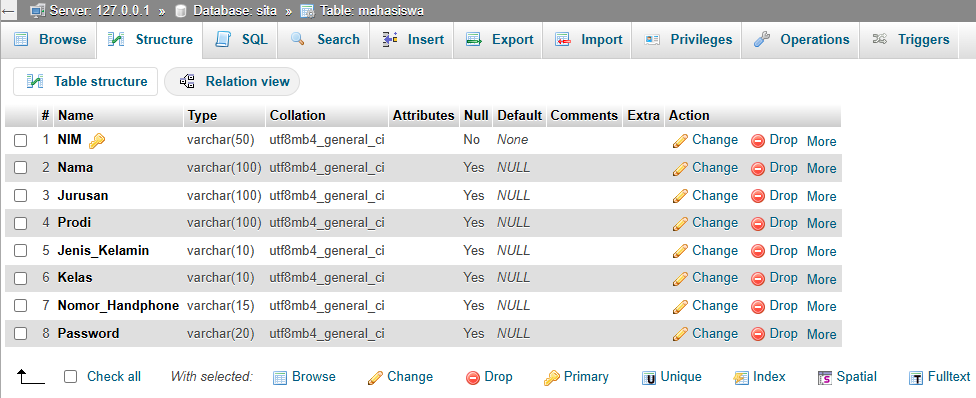 Server: 127.0.0.1 » Database: sita » Table: mahasiswa
Browse Structure SQL Search Insert Export Import Privileges Operations Triggers
Table structure Relation view
# Name Type Collation Attributes Null Default Comments Extra Action
1 NIM varchar(50) utf8mb4_general_ci No None Change Drop More
2 Nama varchar(100) utf8mb4_general_ci Yes NULL Change Drop More
3 Jurusan varchar(100) utf8mb4_general_ci Yes NULL Change Drop More
4 Prodi varchar(100) utf8mb4_general_ci Yes NULL Change Drop More
5 Jenis_Kelamin varchar(10) utf8mb4_general_ci Yes NULL Change Drop More
6 Kelas varchar(10) utf8mb4_general_ci Yes NULL Change Drop More
7 Nomor_Handphone varchar(15) utf8mb4_general_ci Yes NULL Change Drop More
8 Password varchar(20) utf8mb4_general_ci Yes NULL Change Drop More
Check all With selected: Browse Change Drop Primary Unique Index Spatial Fulltext